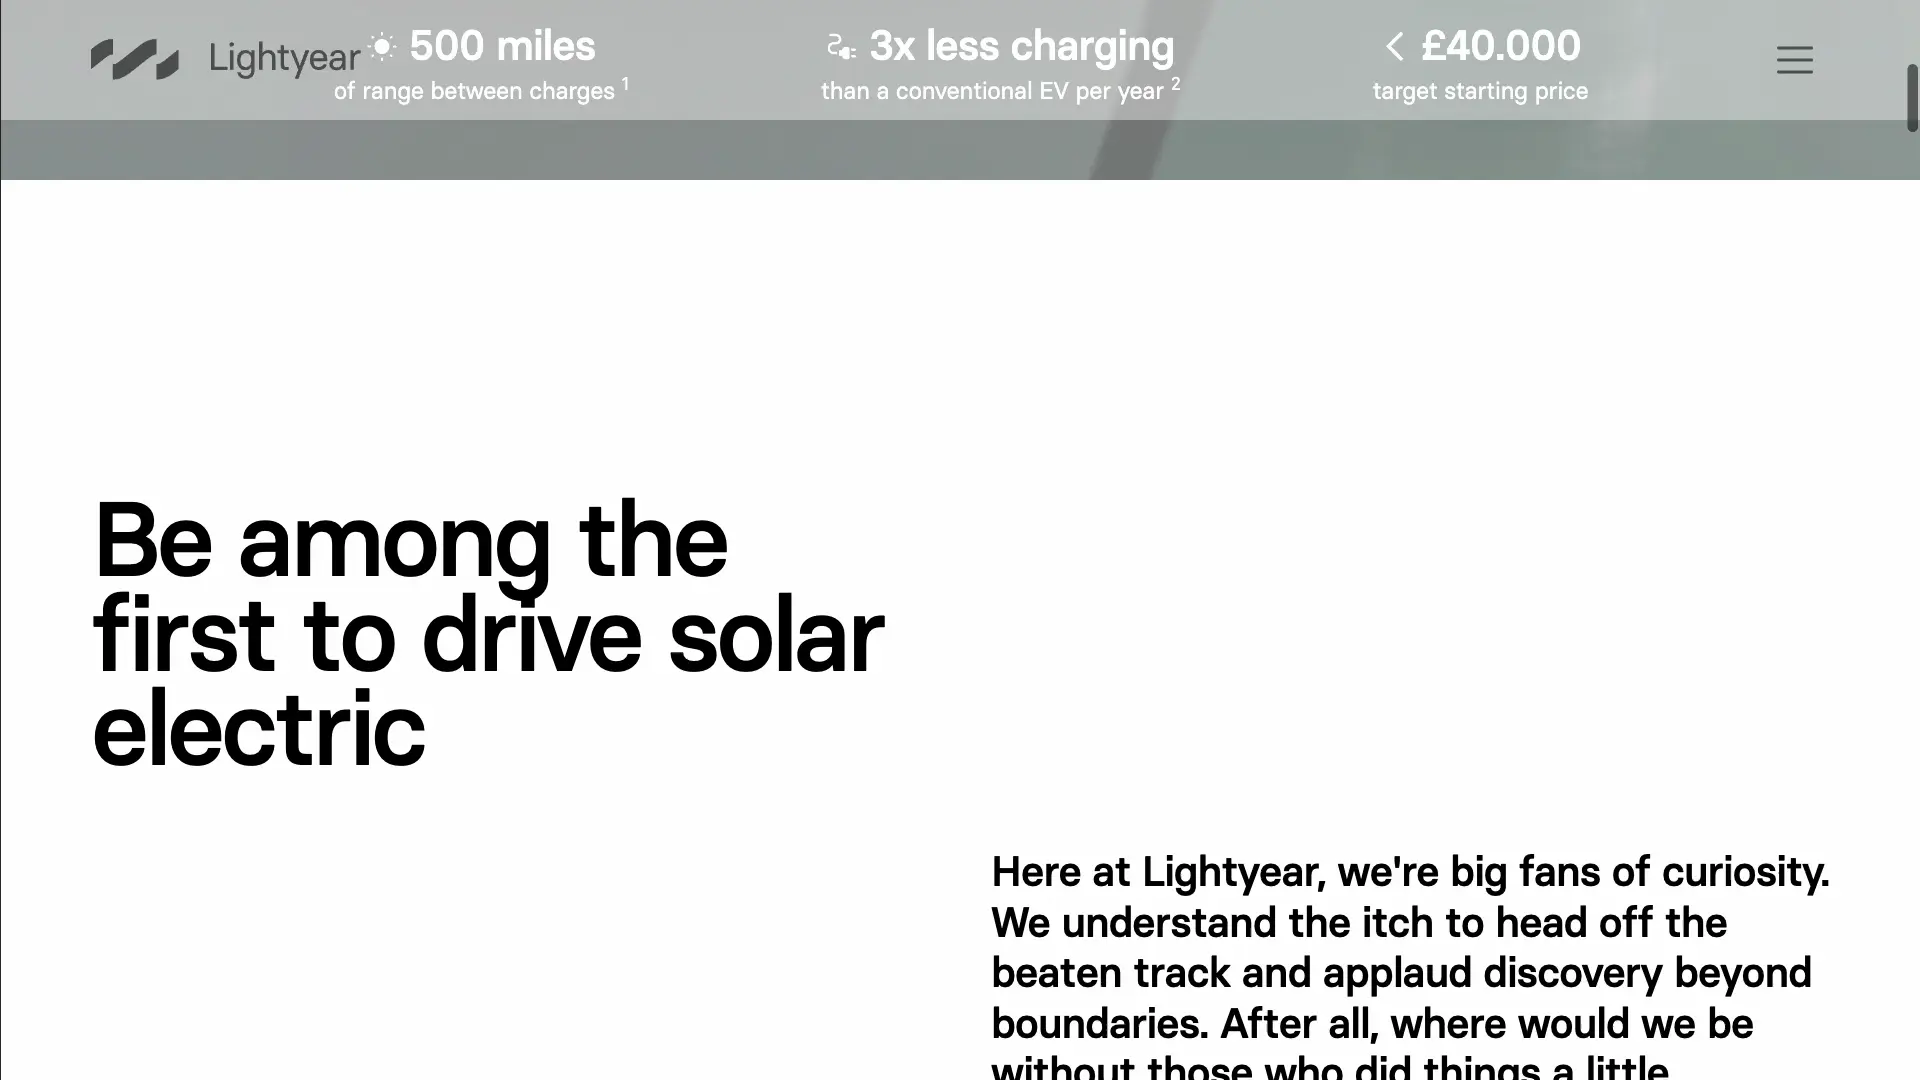 Lightyear
500 miles
of range between charges 1
3x less charging
than a conventional EV per year 2
< £40.000
target starting price
Be among the
first to drive solar
electric
Here at Lightyear, we're big fans of curiosity.
We understand the itch to head off the
beaten track and applaud discovery beyond
boundaries. After all, where would we be
without those who did things a little